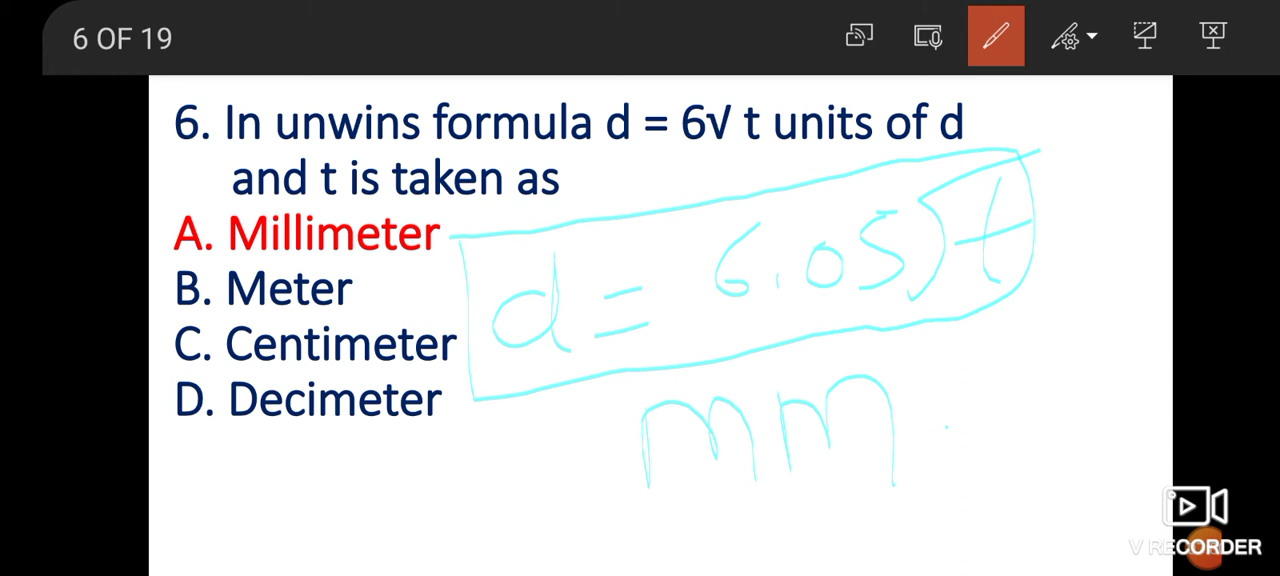 6 OF 19
6. In unwins formula d = 6√ t units of d
and t is taken as
A. Millimeter
B. Meter
C. Centimeter
D. Decimeter
d = 6.05√t
mm
V RECORDER